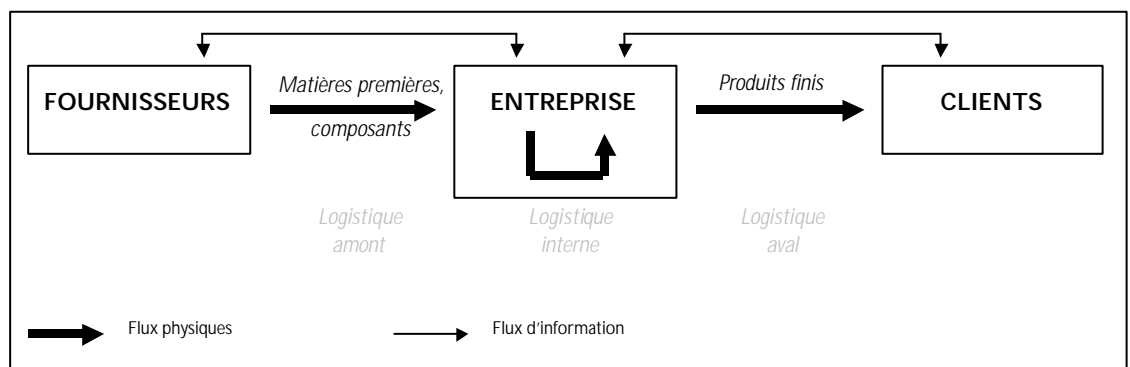 FOURNISSEURS
Matières premières,
composants
ENTREPRISE
Produits finis
CLIENTS
Logistique
amont
Logistique
interne
Logistique
aval
Flux physiques
Flux d'information